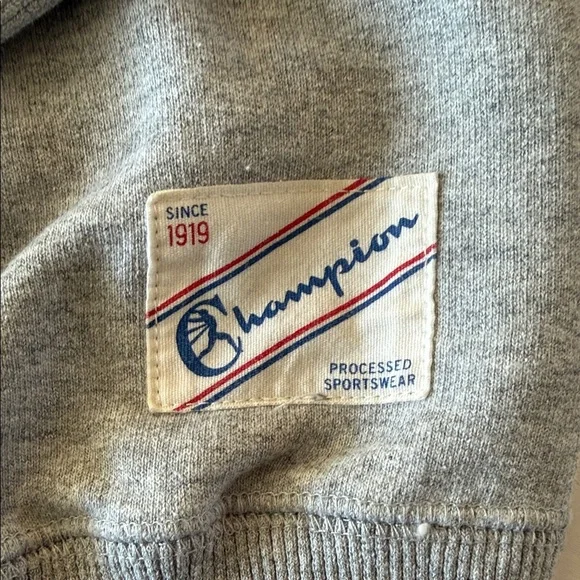 SINCE
1919
Champion
PROCESSED
SPORTSWEAR